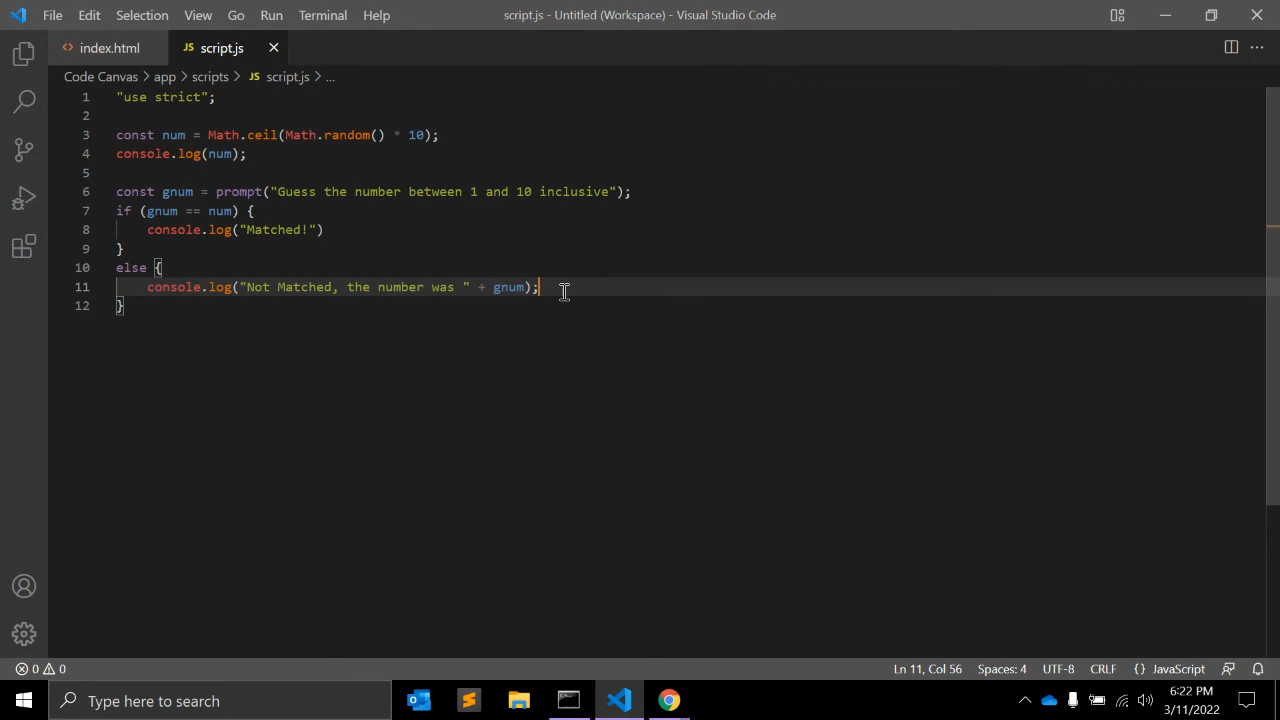 File Edit Selection View Go Run Terminal Help script.js - Untitled (Workspace) - Visual Studio Code
<> index.html JS script.js
Code Canvas > app > scripts > JS script.js > ...
1 "use strict";
2
3 const num = Math.ceil(Math.random() * 10);
4 console.log(num);
5
6 const gnum = prompt("Guess the number between 1 and 10 inclusive");
7 if (gnum == num) {
8 console.log("Matched!")
9 }
10 else {
11 console.log("Not Matched, the number was " + gnum);
12 }
0 0 Ln 11, Col 56 Spaces: 4 UTF-8 CRLF {} JavaScript
Type here to search 6:22 PM
3/11/2022